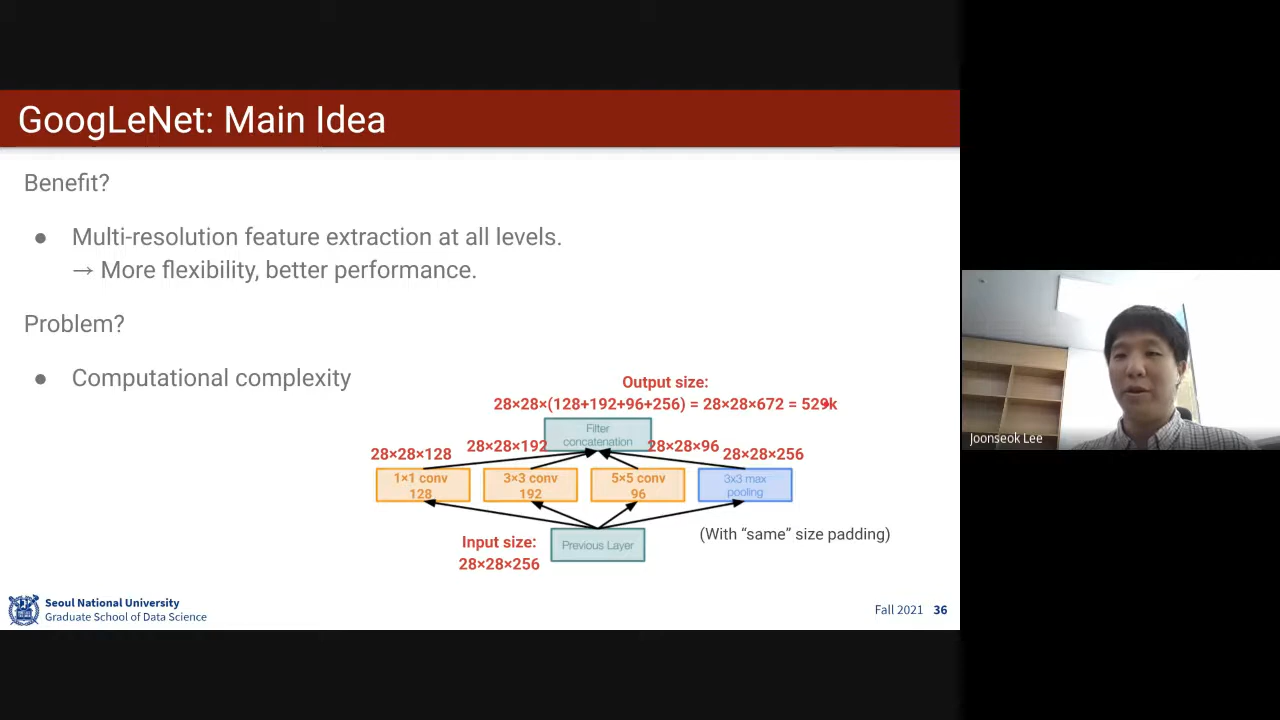 GoogLeNet: Main Idea
Benefit?
● Multi-resolution feature extraction at all levels.
→ More flexibility, better performance.
Problem?
● Computational complexity
Output size:
28×28×(128+192+96+256) = 28×28×672 = 529k
Filter
concatenation
28×28×128
28×28×192
28×28×96
28×28×256
1×1 conv
128
3×3 conv
192
5×5 conv
96
3x3 max
pooling
Previous Layer
(With “same” size padding)
Input size:
28×28×256
Seoul National University
Graduate School of Data Science
Fall 2021 36
Joonseok Lee